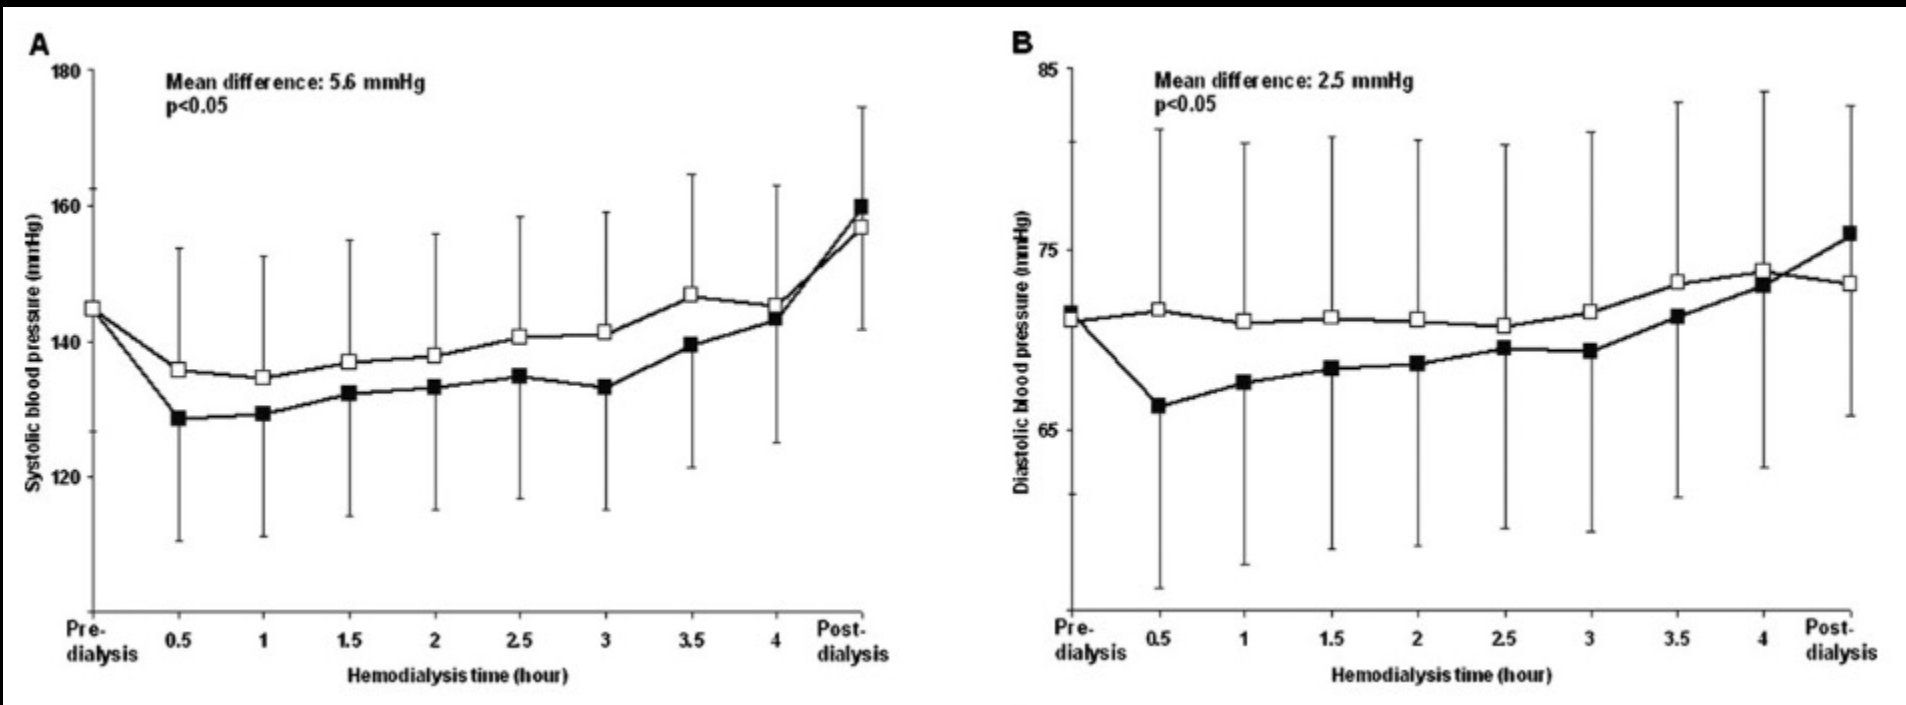 A
Mean difference: 5.6 mmHg
p<0.05
Systolic blood pressure (mmHg)
180
160
140
120
Pre-
dialysis
0.5
1
1.5
2
2.5
3
3.5
4
Post-
dialysis
Hemodialysis time (hour)
B
Mean difference: 2.5 mmHg
p<0.05
Diastolic blood pressure (mmHg)
85
75
65
Pre-
dialysis
0.5
1
1.5
2
2.5
3
3.5
4
Post-
dialysis
Hemodialysis time (hour)